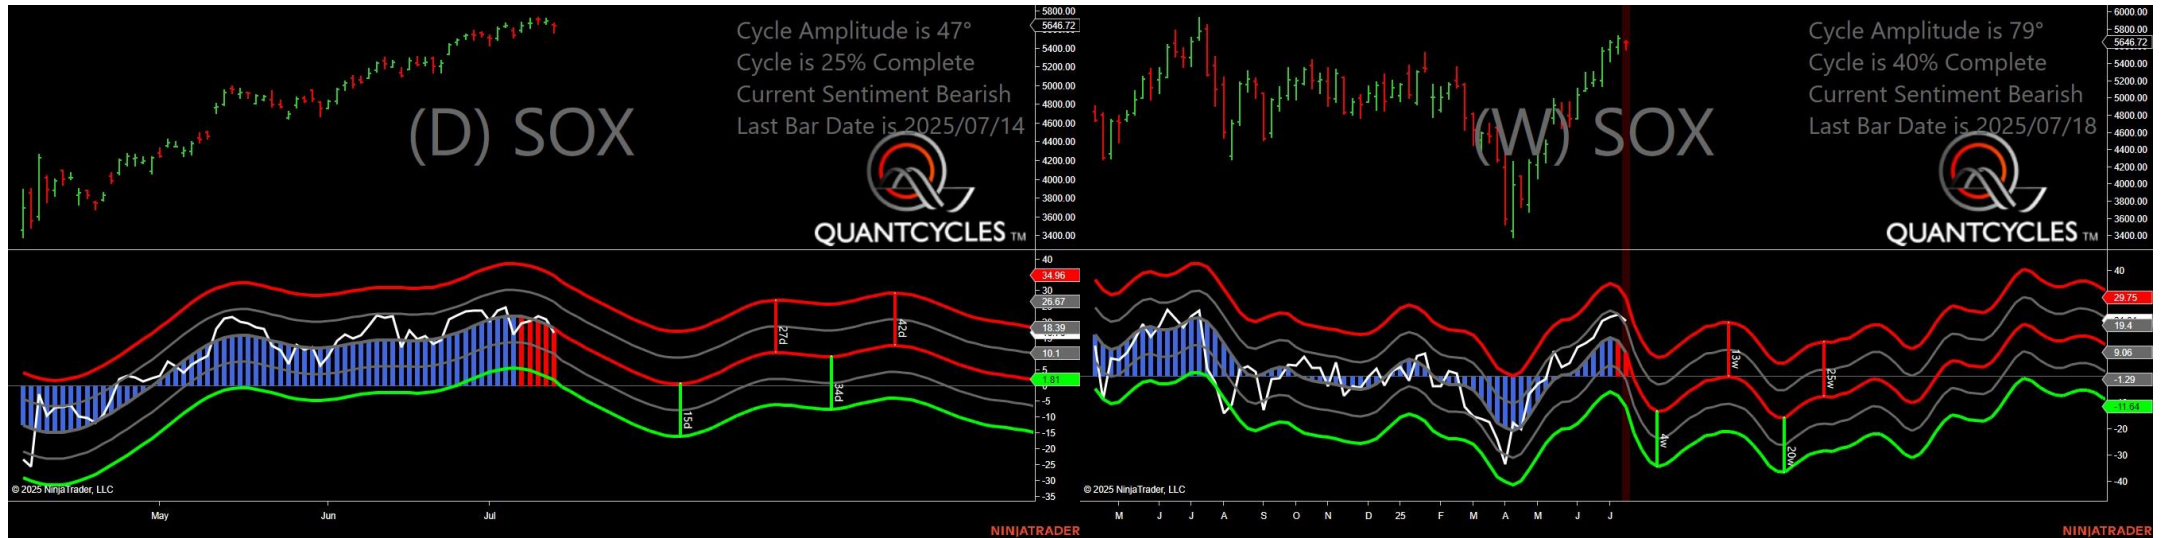 5800.00
5646.72
5400.00
5200.00
5000.00
4800.00
4600.00
4400.00
4200.00
4000.00
3800.00
3600.00
3400.00
Cycle Amplitude is 47°
Cycle is 25% Complete
Current Sentiment Bearish
Last Bar Date is 2025/07/14
(D) SOX
QUANTCYCLES TM
40
34.96
30
26.67
18.39
10.1
5
1.81
-5
-10
-15
-20
-25
-30
-35
27d
42d
15d
34d
© 2025 NinjaTrader, LLC
May Jun Jul
NINJATRADER
6000.00
5800.00
5646.72
5400.00
5200.00
5000.00
4800.00
4600.00
4400.00
4200.00
4000.00
3800.00
3600.00
3400.00
Cycle Amplitude is 79°
Cycle is 40% Complete
Current Sentiment Bearish
Last Bar Date is 2025/07/18
(W) SOX
QUANTCYCLES TM
40
29.75
19.4
9.06
-1.29
-11.64
-20
-30
-40
13w
25w
4w
20w
© 2025 NinjaTrader, LLC
M J J A S O N D 25 F M A M J J
NINJATRADER